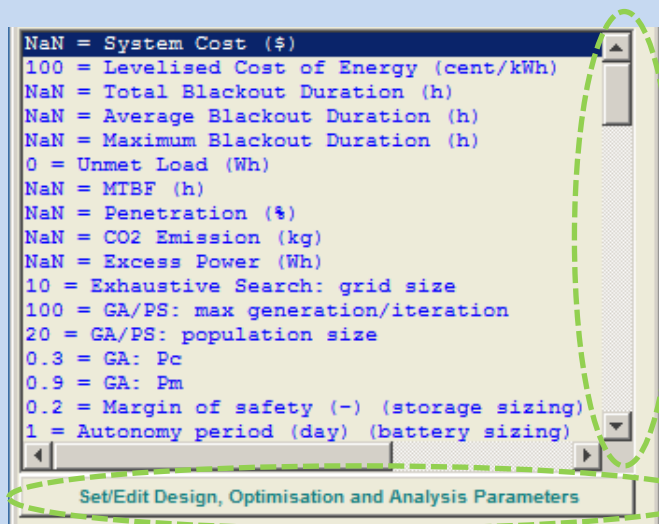 NaN = System Cost ($)
100 = Levelised Cost of Energy (cent/kWh)
NaN = Total Blackout Duration (h)
NaN = Average Blackout Duration (h)
NaN = Maximum Blackout Duration (h)
0 = Unmet Load (Wh)
NaN = MTBF (h)
NaN = Penetration (%)
NaN = CO2 Emission (kg)
NaN = Excess Power (Wh)
10 = Exhaustive Search: grid size
100 = GA/PS: max generation/iteration
20 = GA/PS: population size
0.3 = GA: Pc
0.9 = GA: Pm
0.2 = Margin of safety (-) (storage sizing)
1 = Autonomy period (day) (battery sizing)
Set/Edit Design, Optimisation and Analysis Parameters